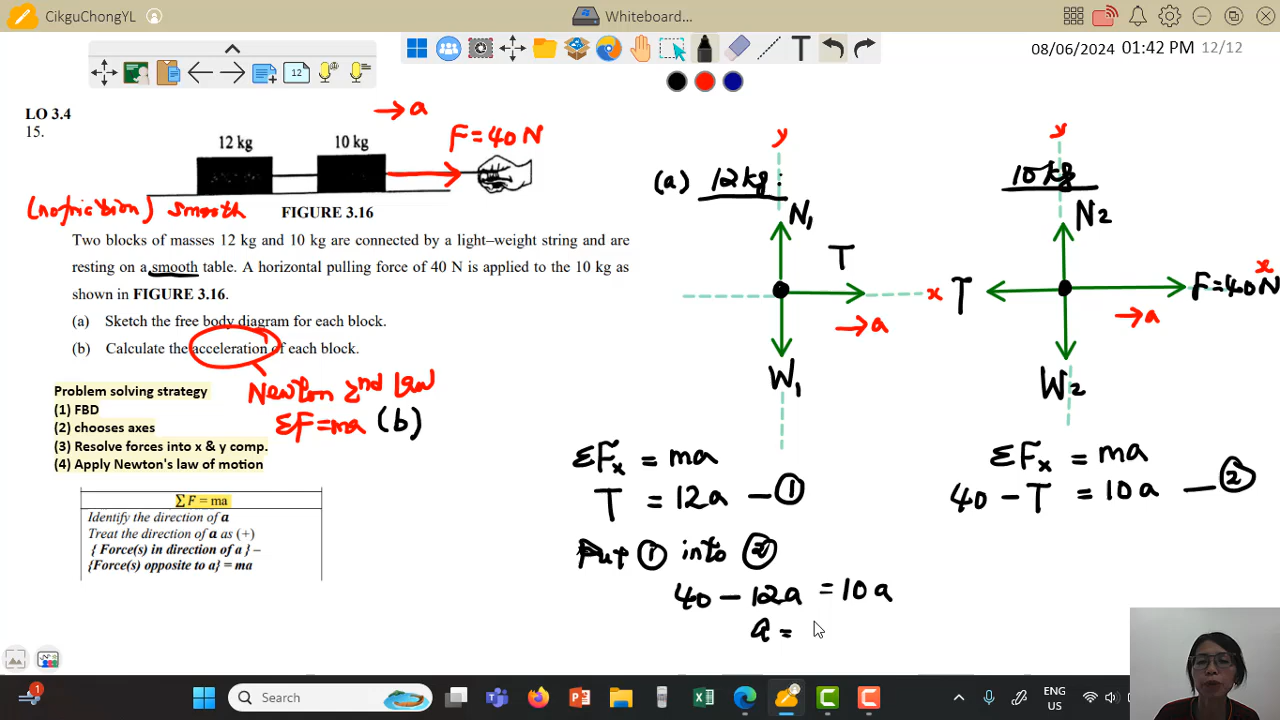 CikguChongYL
Whiteboard...
08/06/2024 01:42 PM 12/12
12
T
LO 3.4
15.
→ a
12 kg
10 kg
F = 40 N
(no friction) smooth
FIGURE 3.16
Two blocks of masses 12 kg and 10 kg are connected by a light–weight string and are
resting on a smooth table. A horizontal pulling force of 40 N is applied to the 10 kg as
shown in FIGURE 3.16.
(a) Sketch the free body diagram for each block.
(b) Calculate the acceleration of each block.
Newton 2nd law
ΣF = ma (b)
Problem solving strategy
(1) FBD
(2) chooses axes
(3) Resolve forces into x & y comp.
(4) Apply Newton's law of motion
∑ F = ma
Identify the direction of a
Treat the direction of a as (+)
{ Force(s) in direction of a } –
{Force(s) opposite to a} = ma
(a) 12 kg:
y
N1
T
x
→ a
W1
ΣFx = ma
T = 12a — ①
10 kg
y
N2
T
x
F = 40 N
→ a
W2
ΣFx = ma
40 – T = 10a — ②
Put ① into ②
40 – 12a = 10a
a =
1
Search
ENG
US